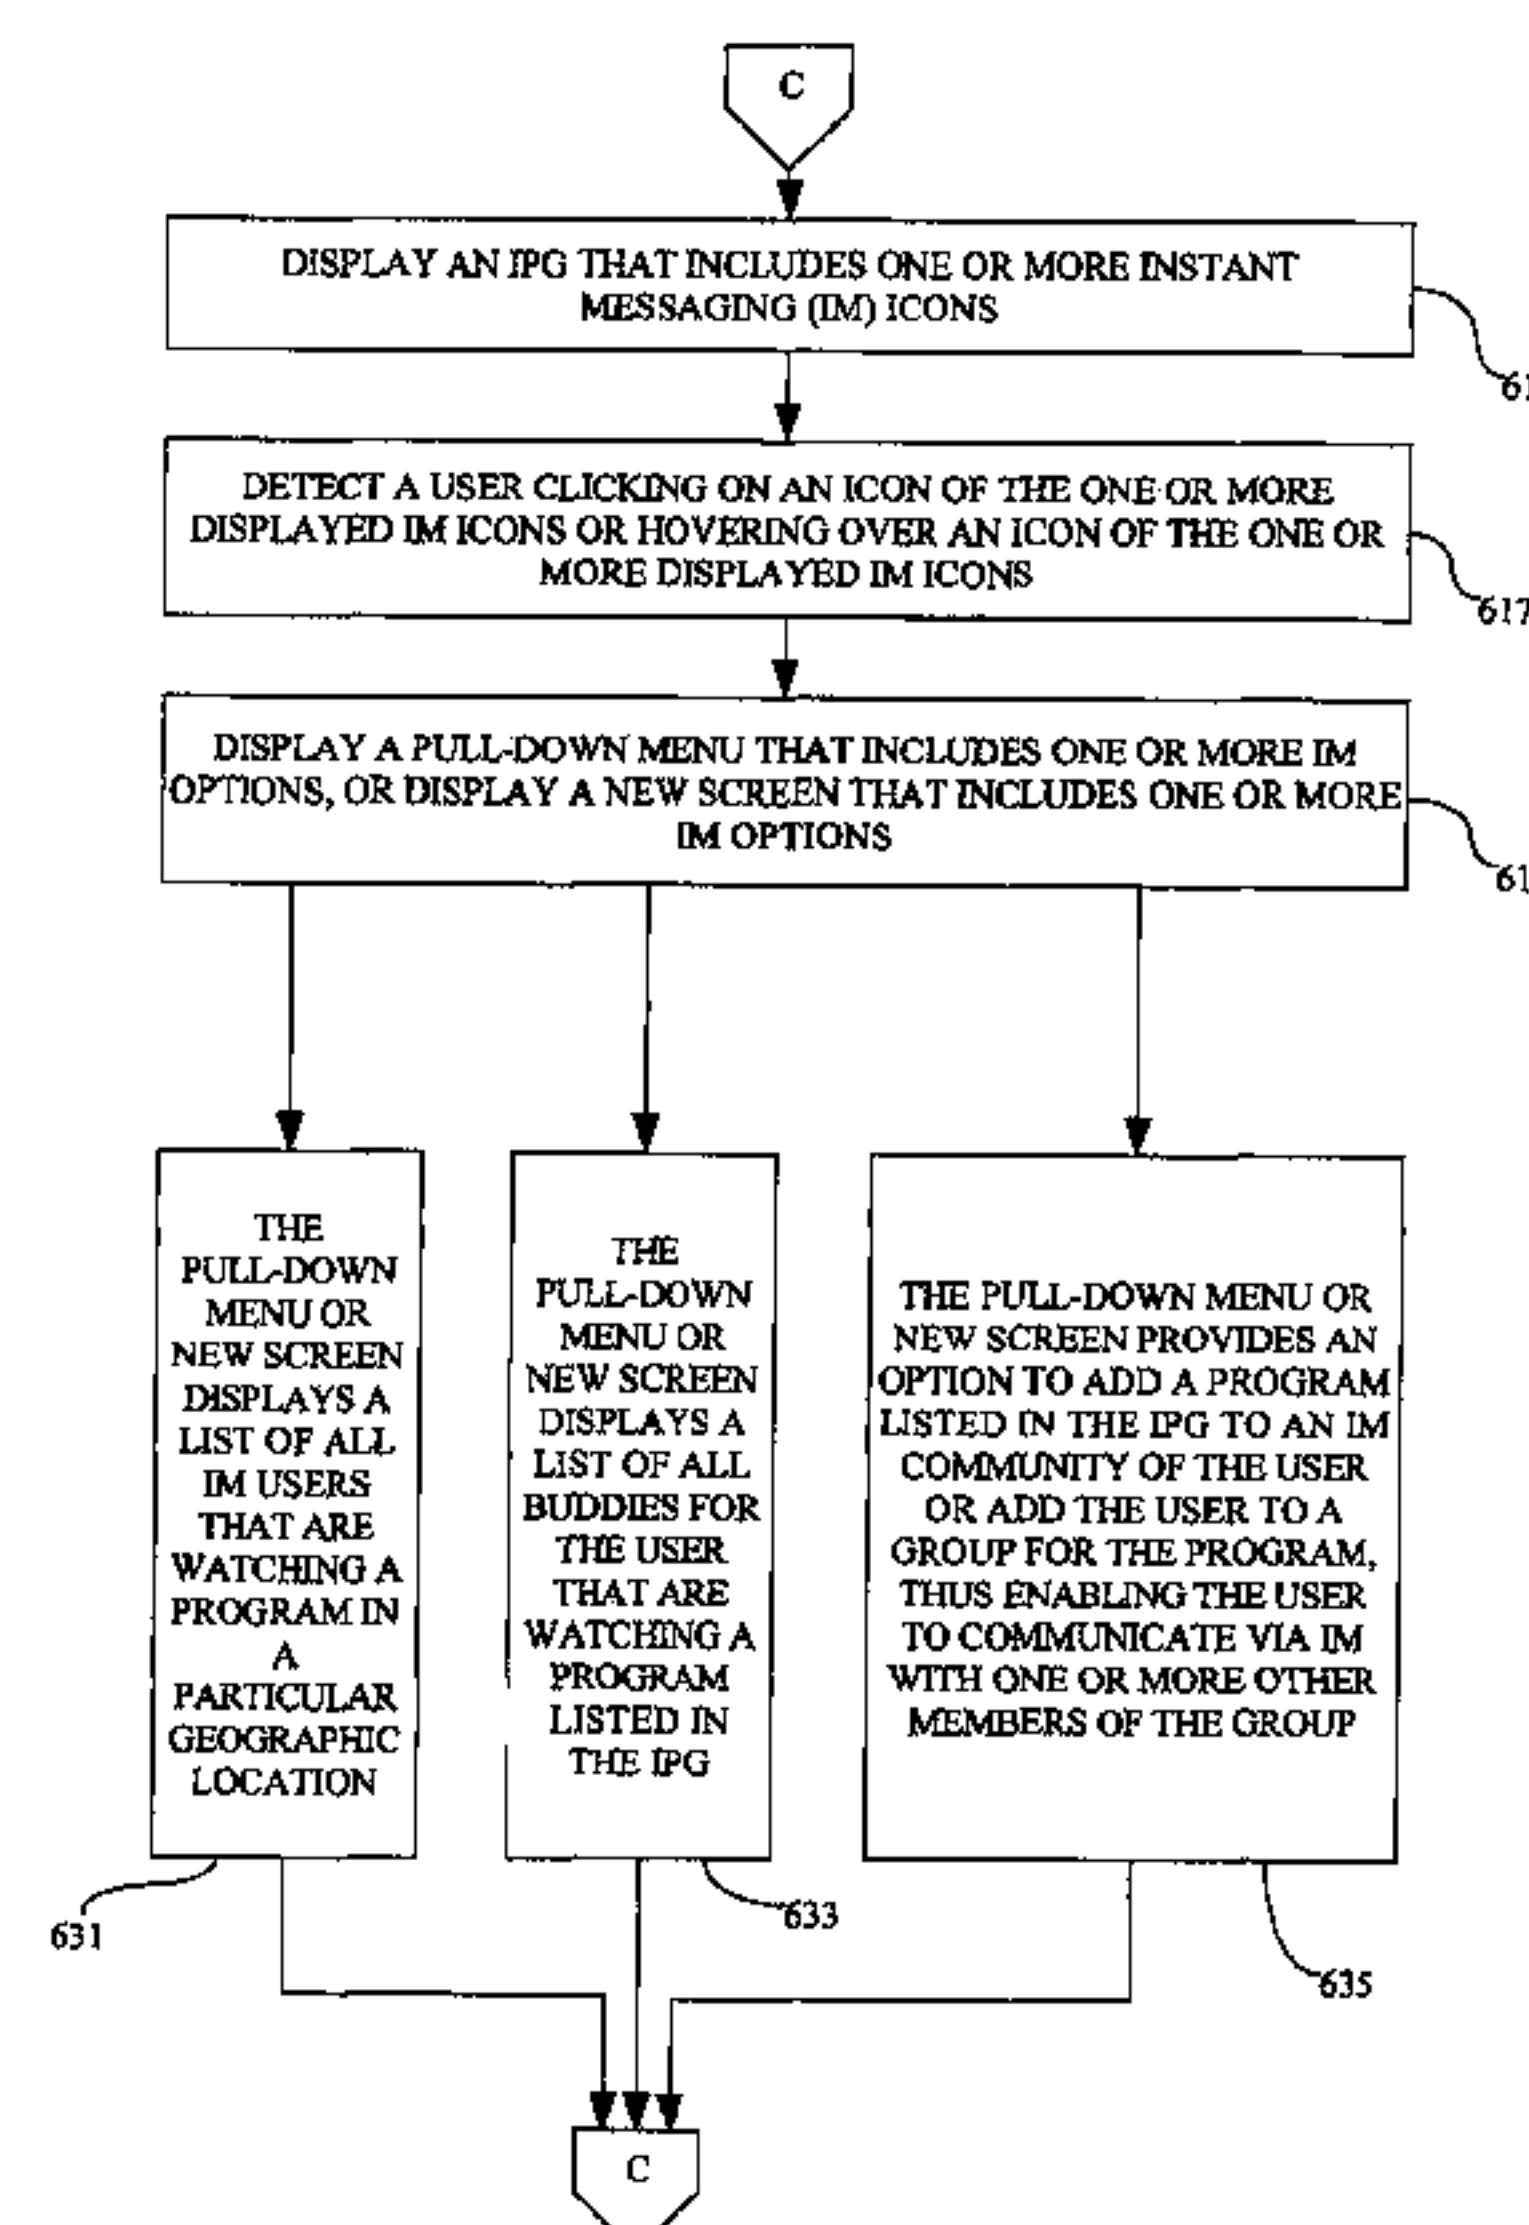 C
DISPLAY AN IPG THAT INCLUDES ONE OR MORE INSTANT
MESSAGING (IM) ICONS
DETECT A USER CLICKING ON AN ICON OF THE ONE OR MORE
DISPLAYED IM ICONS OR HOVERING OVER AN ICON OF THE ONE OR
MORE DISPLAYED IM ICONS
617
DISPLAY A PULL-DOWN MENU THAT INCLUDES ONE OR MORE IM
OPTIONS, OR DISPLAY A NEW SCREEN THAT INCLUDES ONE OR MORE
IM OPTIONS
THE
PULL-DOWN
MENU OR
NEW SCREEN
DISPLAYS A
LIST OF ALL
IM USERS
THAT ARE
WATCHING A
PROGRAM IN
A
PARTICULAR
GEOGRAPHIC
LOCATION
631
THE
PULL-DOWN
MENU OR
NEW SCREEN
DISPLAYS A
LIST OF ALL
BUDDIES FOR
THE USER
THAT ARE
WATCHING A
PROGRAM
LISTED IN
THE IPG
633
THE PULL-DOWN MENU OR
NEW SCREEN PROVIDES AN
OPTION TO ADD A PROGRAM
LISTED IN THE IPG TO AN IM
COMMUNITY OF THE USER
OR ADD THE USER TO A
GROUP FOR THE PROGRAM,
THUS ENABLING THE USER
TO COMMUNICATE VIA IM
WITH ONE OR MORE OTHER
MEMBERS OF THE GROUP
635
C